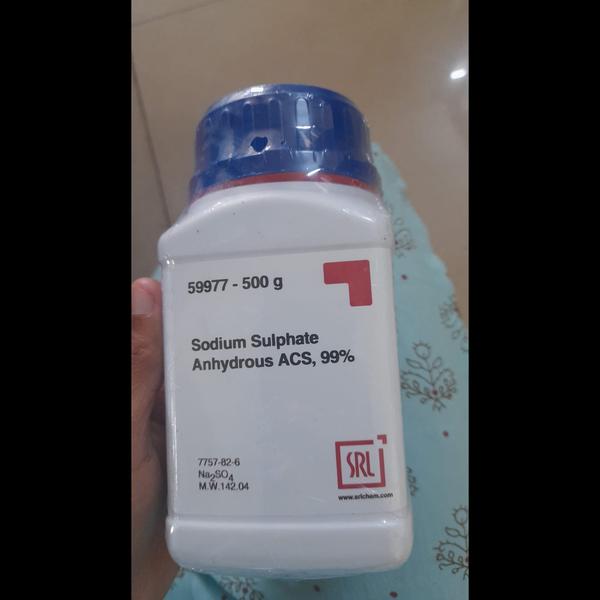 59977 - 500 g
Sodium Sulphate
Anhydrous ACS, 99%
7757-82-6
Na2SO4
M.W.142.04
SRL
www.srlchem.com